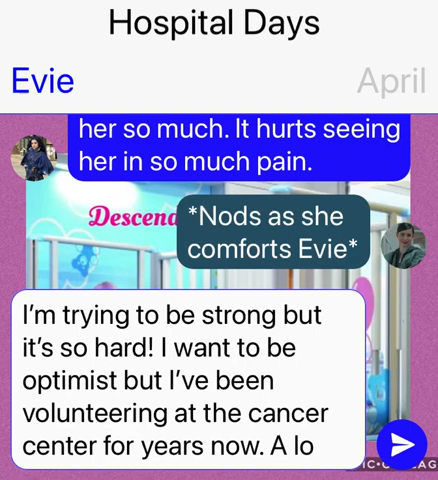 Hospital Days
Evie
April
her so much. It hurts seeing
her in so much pain.
Descend
*Nods as she
comforts Evie*
I'm trying to be strong but
it's so hard! I want to be
optimist but I've been
volunteering at the cancer
center for years now. A lo